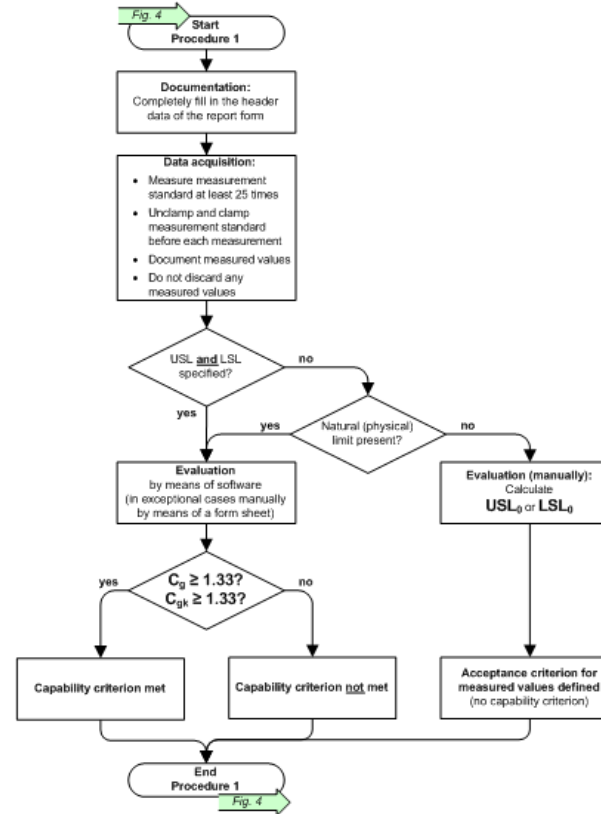 Fig. 4
Start
Procedure 1
Documentation:
Completely fill in the header
data of the report form
Data acquisition:
• Measure measurement
standard at least 25 times
• Unclamp and clamp
measurement standard
before each measurement
• Document measured values
• Do not discard any
measured values
USL and LSL
specified?
no
yes
Natural (physical)
limit present?
yes
no
Evaluation
by means of software
(in exceptional cases manually
by means of a form sheet)
Evaluation (manually):
Calculate
USL₀ or LSL₀
Cg ≥ 1.33?
Cgk ≥ 1.33?
yes
no
Capability criterion met
Capability criterion not met
Acceptance criterion for
measured values defined
(no capability criterion)
End
Procedure 1
Fig. 4